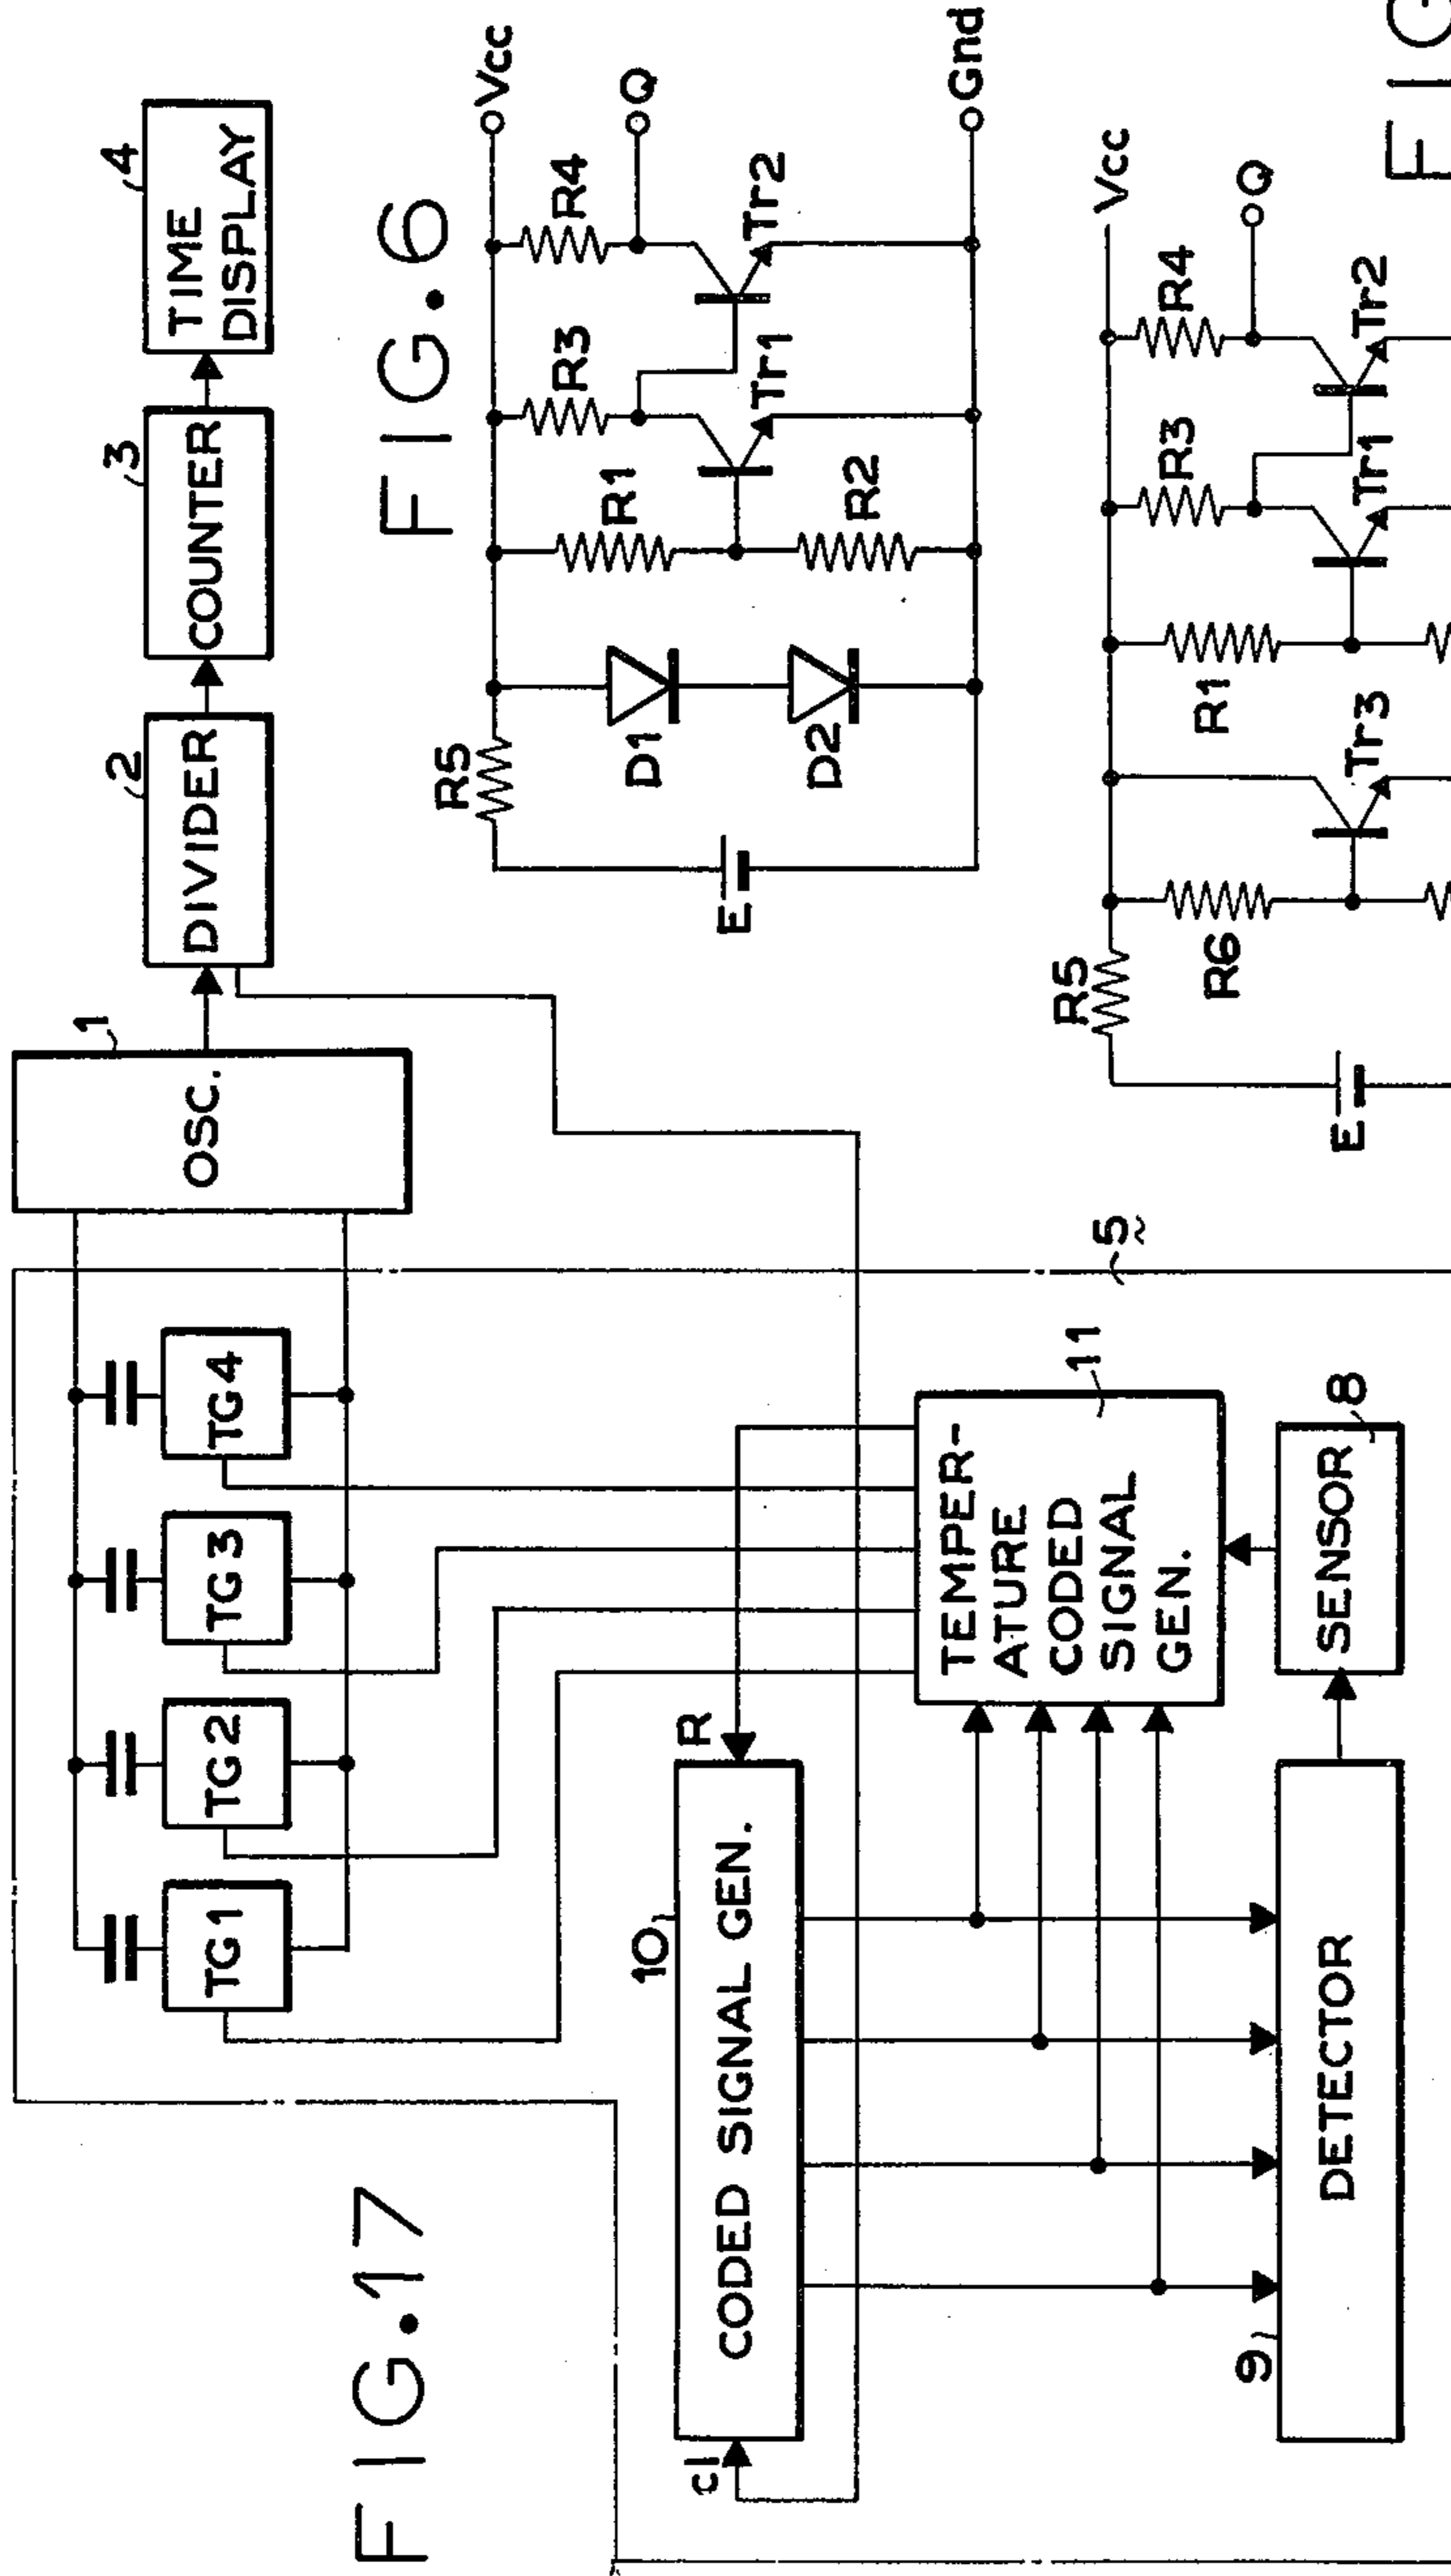 FIG.17
OSC.
1
DIVIDER
2
COUNTER
3
TIME
DISPLAY
4
TG1
TG2
TG3
TG4
5
CODED SIGNAL GEN.
10
cl
R
TEMPER-
ATURE
CODED
SIGNAL
GEN.
11
DETECTOR
9
SENSOR
8
FIG.6
E
R5
D1
D2
R1
R2
R3
Tr1
R4
Tr2
Vcc
Q
Gnd
E
R5
R6
Tr3
R1
R3
Tr1
R4
Tr2
Vcc
Q
FIG